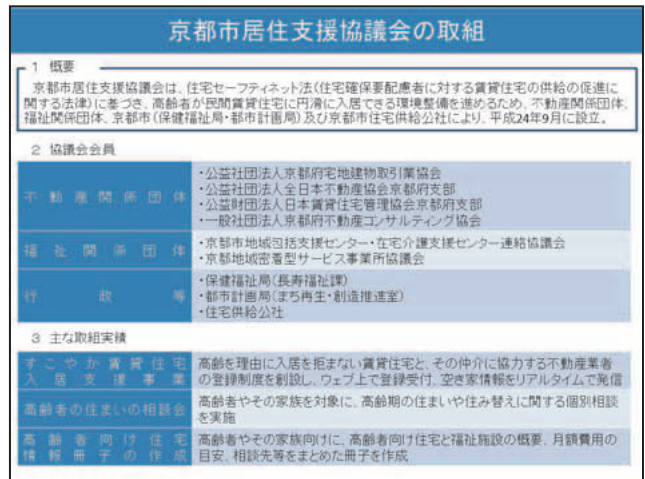 京都市居住支援協議会の取組
1 概要
京都市居住支援協議会は、住宅セーフティネット法(住宅確保要配慮者に対する賃貸住宅の供給の促進に
関する法律)に基づき、高齢者が民間賃貸住宅に円滑に入居できる環境整備を進めるため、不動産関係団体、
福祉関係団体、京都市(保健福祉局・都市計画局)及び京都市住宅供給公社により、平成24年9月に設立。
2 協議会会員
不動産関係団体
・公益社団法人京都府宅地建物取引業協会
・公益社団法人全日本不動産協会京都府支部
・公益財団法人日本賃貸住宅管理協会京都府支部
・一般社団法人京都府不動産コンサルティング協会
福祉関係団体
・京都市地域包括支援センター・在宅介護支援センター連絡協議会
・京都地域密着型サービス事業所協議会
行政等
・保健福祉局(長寿福祉課)
・都市計画局(まち再生・創造推進室)
・住宅供給公社
3 主な取組実績
すこやか賃貸住宅
入居支援事業
高齢を理由に入居を拒まない賃貸住宅と、その仲介に協力する不動産業者
の登録制度を創設し、ウェブ上で登録受付、空き家情報をリアルタイムで発信
高齢者の住まいの相談会
高齢者やその家族を対象に、高齢期の住まいや住み替えに関する個別相談
を実施
高齢者向け住宅
情報冊子の作成
高齢者やその家族向けに、高齢者向け住宅と福祉施設の概要、月額費用の
目安、相談先等をまとめた冊子を作成